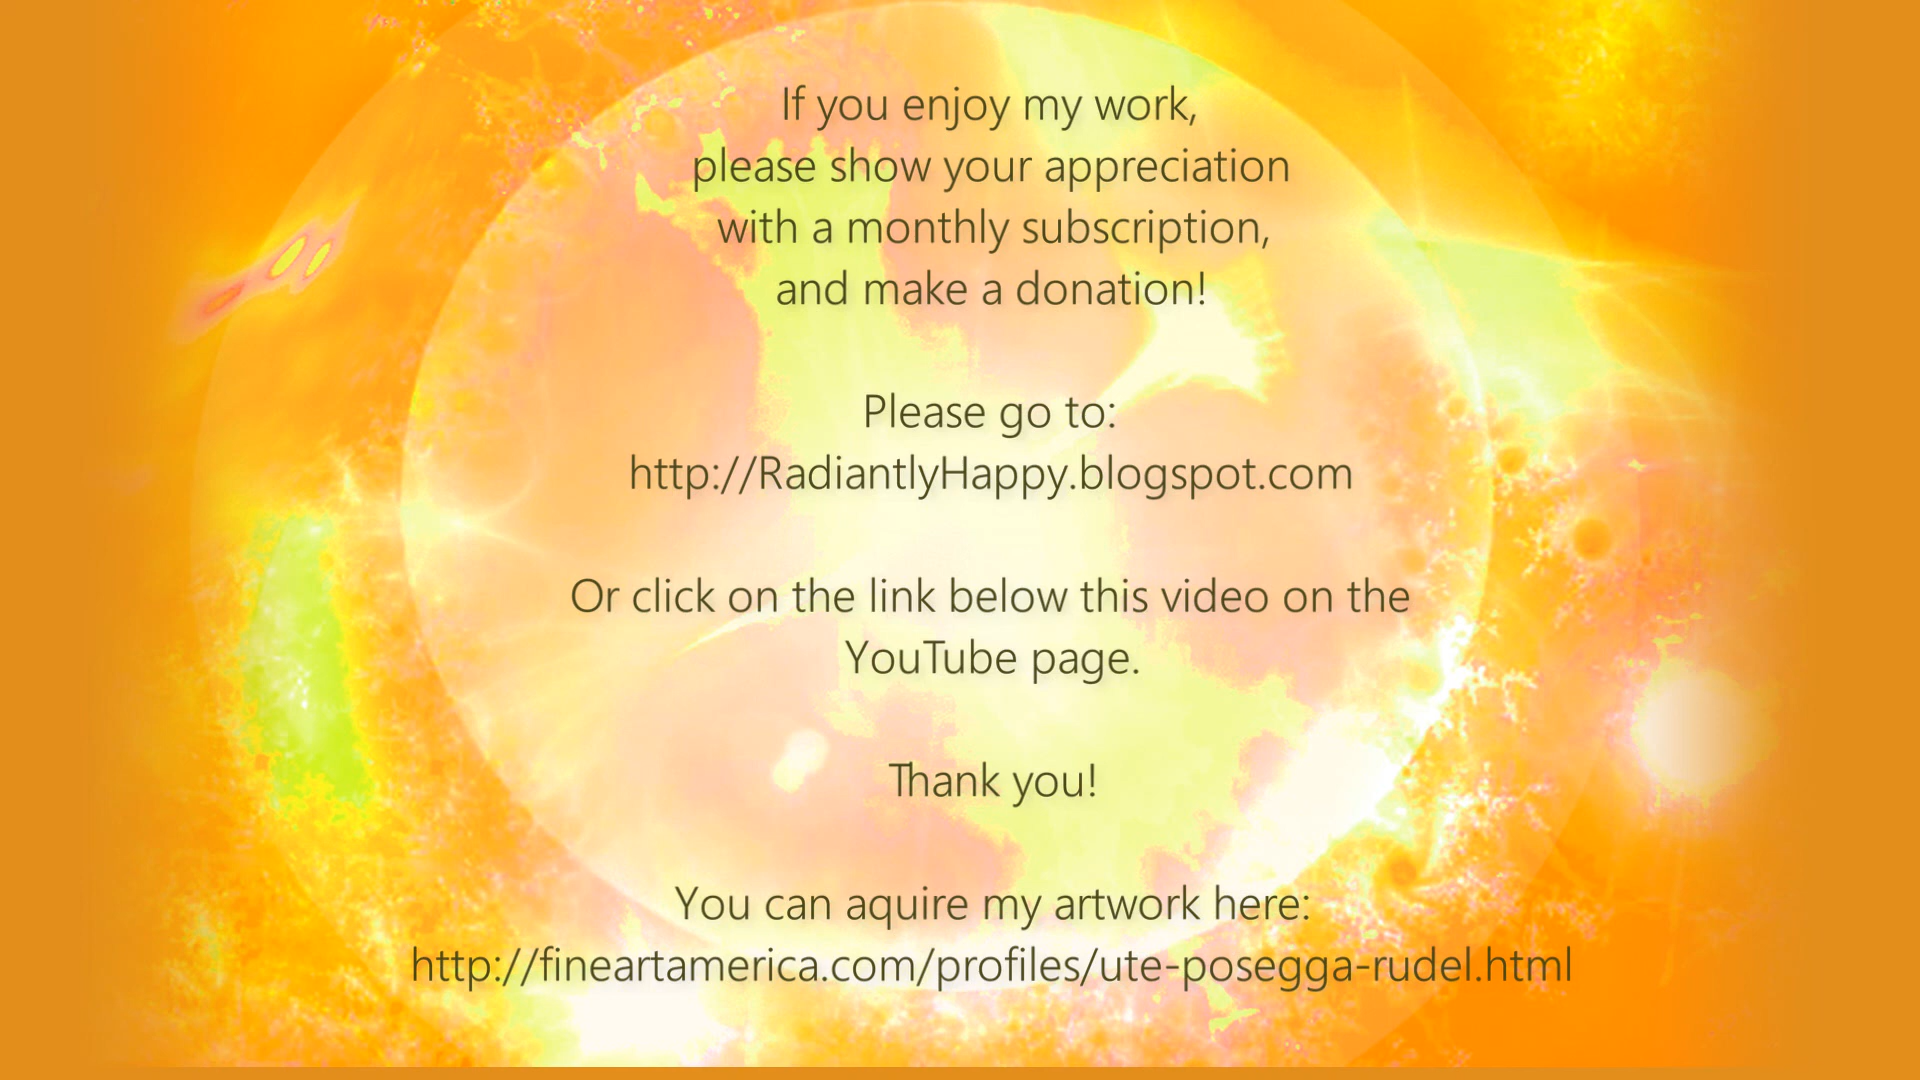 If you enjoy my work,
please show your appreciation
with a monthly subscription,
and make a donation!
Please go to:
http://RadiantlyHappy.blogspot.com
Or click on the link below this video on the
YouTube page.
Thank you!
You can aquire my artwork here:
http://fineartamerica.com/profiles/ute-posegga-rudel.html